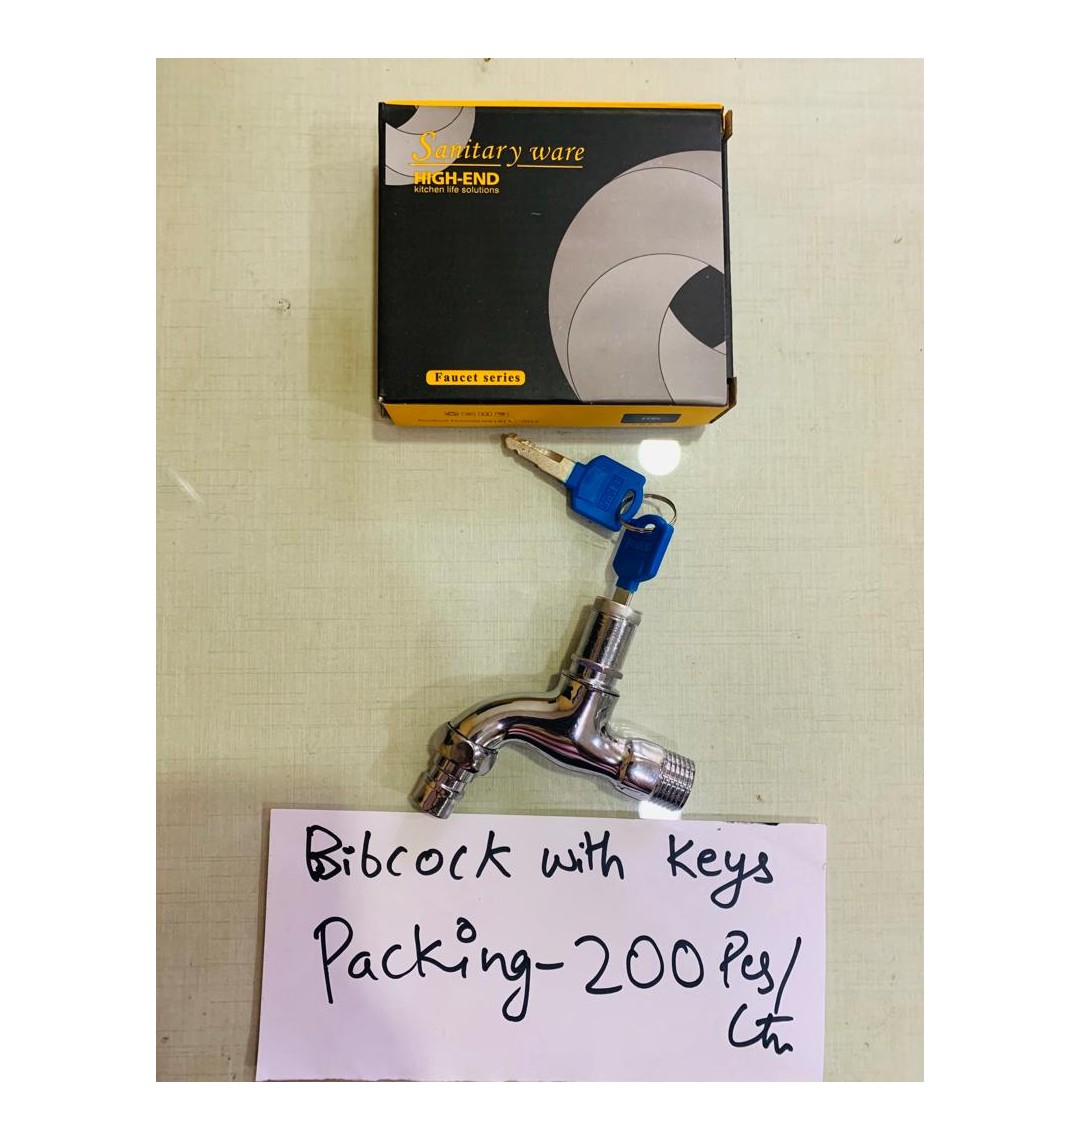 Sanitary ware
HIGH-END
kitchen life solutions
Faucet series
Bibcock with keys
Packing-200 Pcs/
Ctn